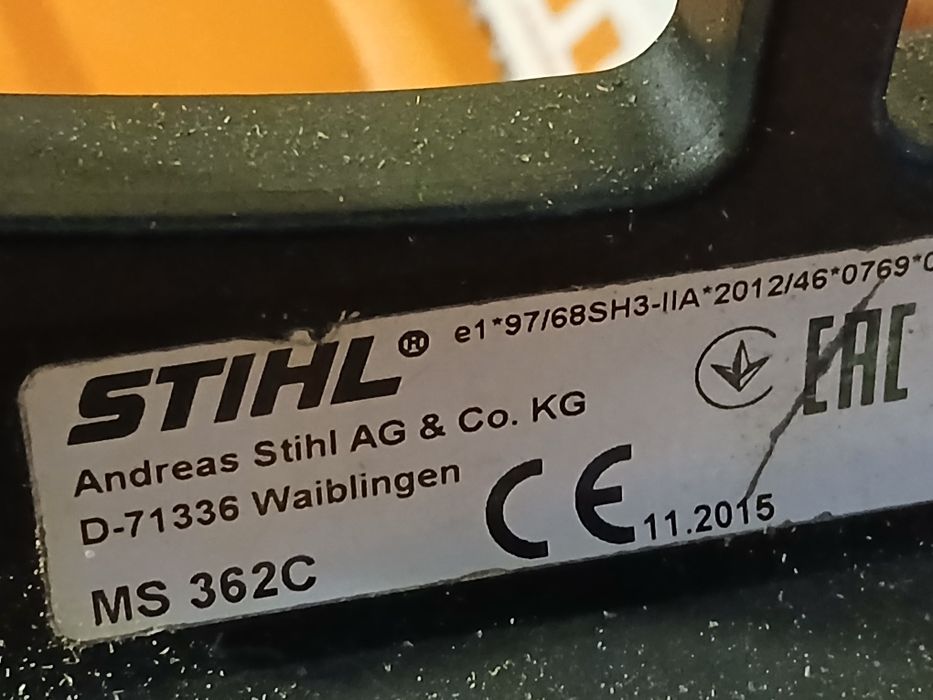 STIHL® e1*97/68SH3-IIA*2012/46*0769*0
Andreas Stihl AG & Co. KG
EAC
D-71336 Waiblingen
CE 11.2015
MS 362C